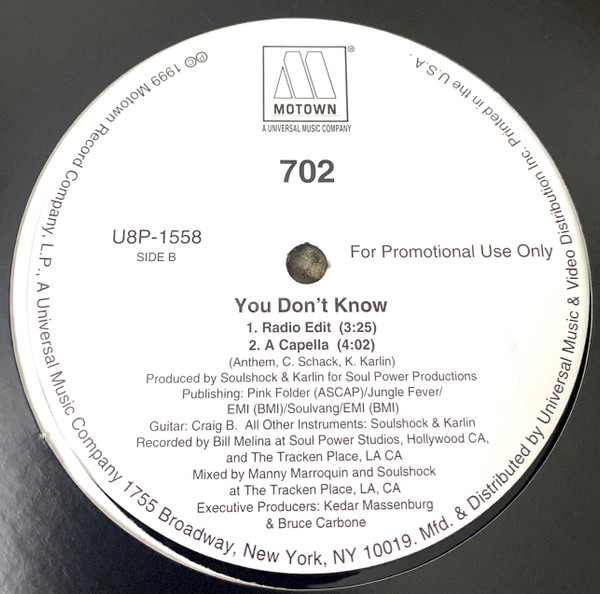 MOTOWN®
A UNIVERSAL MUSIC COMPANY
702
U8P-1558
SIDE B
For Promotional Use Only
You Don't Know
1. Radio Edit (3:25)
2. A Capella (4:02)
(Anthem, C. Schack, K. Karlin)
Produced by Soulshock & Karlin for Soul Power Productions
Publishing: Pink Folder (ASCAP)/Jungle Fever/
EMI (BMI)/Soulvang/EMI (BMI)
Guitar: Craig B. All Other Instruments: Soulshock & Karlin
Recorded by Bill Melina at Soul Power Studios, Hollywood CA,
and The Tracken Place, LA CA
Mixed by Manny Marroquin and Soulshock
at The Tracken Place, LA, CA
Executive Producers: Kedar Massenburg
& Bruce Carbone
℗© 1999 Motown Record Company, L.P., A Universal Music Company 1755 Broadway, New York, NY 10019. Mfd. & Distributed by Universal Music & Video Distribution Inc. Printed in the U.S.A.